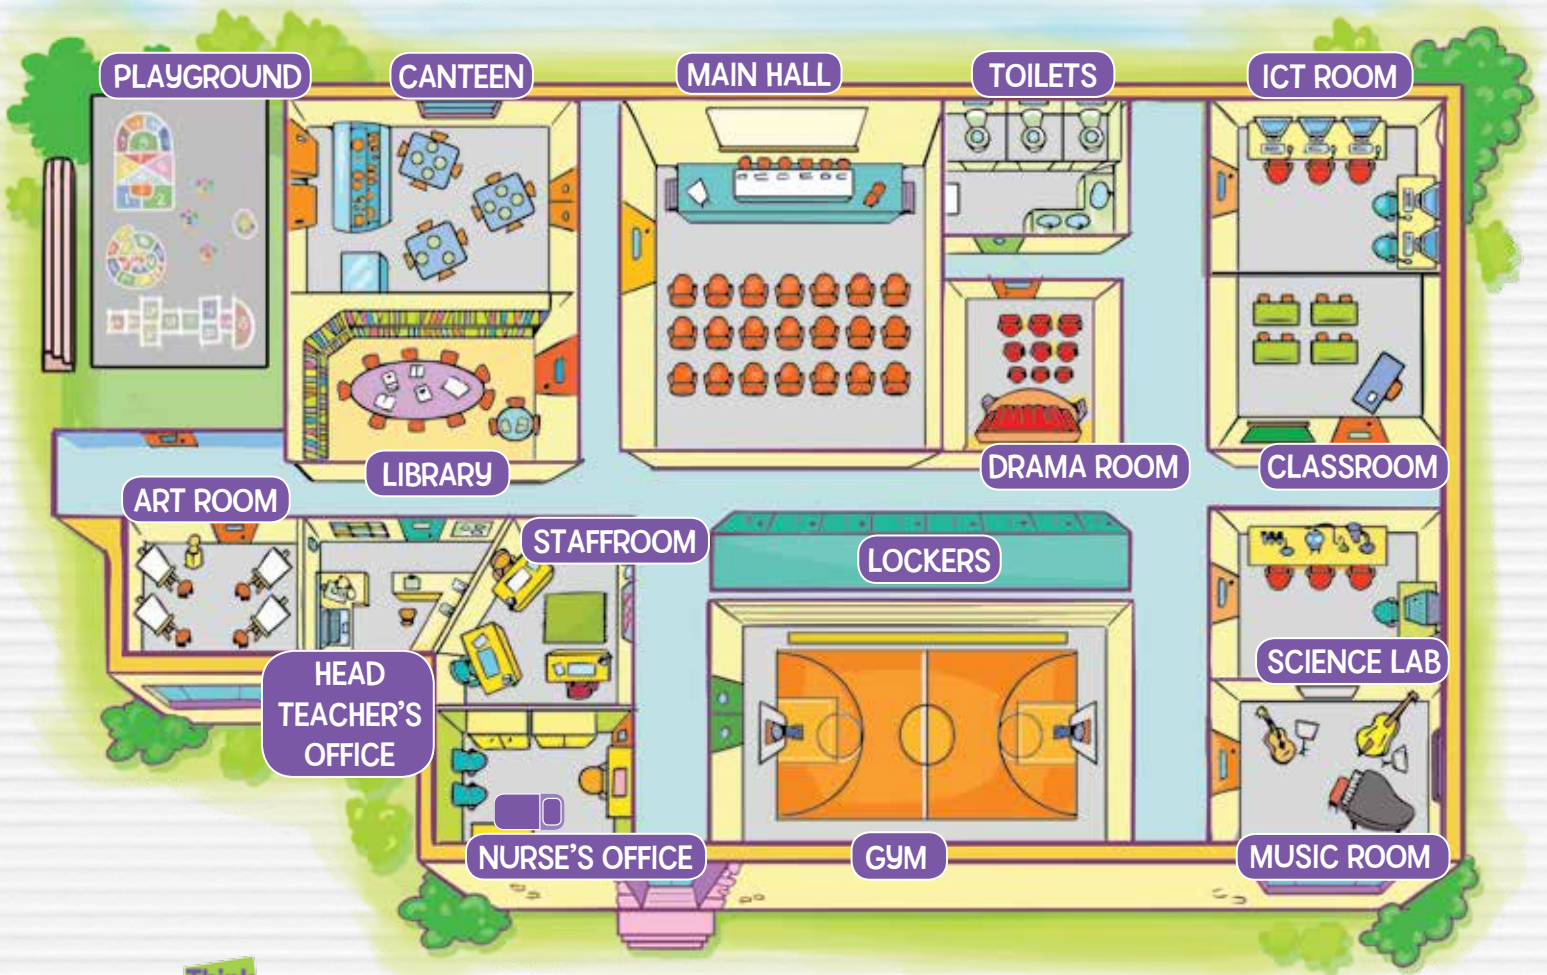 PLAYGROUND
CANTEEN
MAIN HALL
TOILETS
ICT ROOM
LIBRARY
DRAMA ROOM
CLASSROOM
ART ROOM
STAFFROOM
LOCKERS
SCIENCE LAB
HEAD
TEACHER'S
OFFICE
NURSE'S OFFICE
GYM
MUSIC ROOM
Think